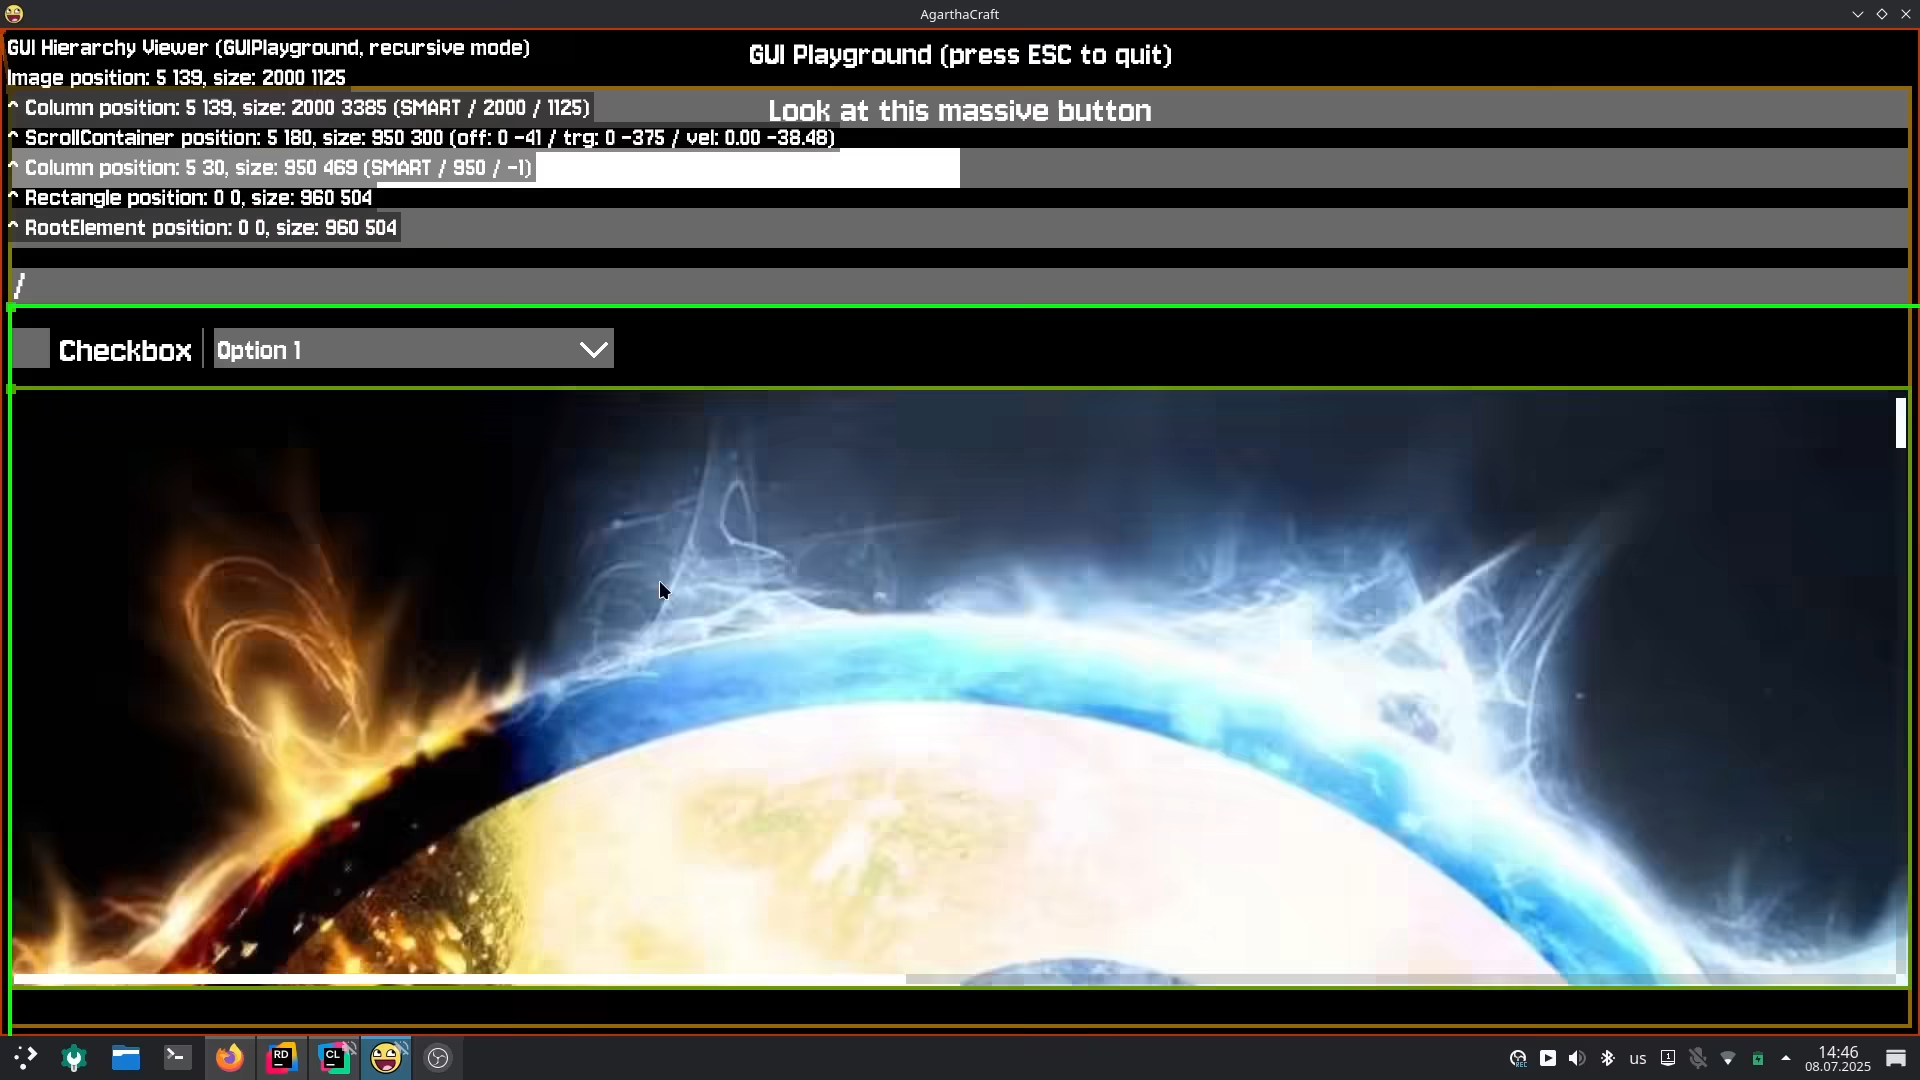 AgarthaCraft
GUI Hierarchy Viewer (GUIPlayground, recursive mode)
GUI Playground (press ESC to quit)
Image position: 5 139, size: 2000 1125
^ Column position: 5 139, size: 2000 3385 (SMART / 2000 / 1125)
Look at this massive button
^ ScrollContainer position: 5 180, size: 950 300 (off: 0 -41 / trg: 0 -375 / vel: 0.00 -38.48)
^ Column position: 5 30, size: 950 469 (SMART / 950 / -1)
^ Rectangle position: 0 0, size: 960 504
^ RootElement position: 0 0, size: 960 504
/
Checkbox
Option 1
RD
CL
REC
us
1
14:46
08.07.2025